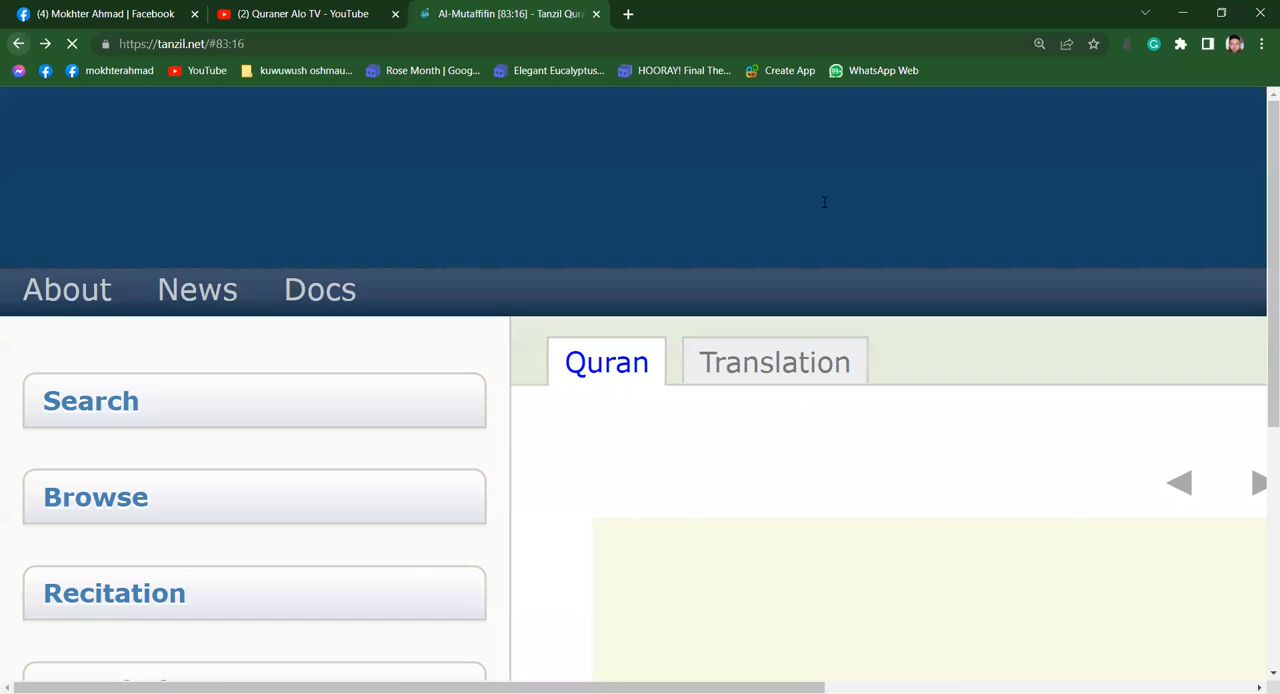 (4) Mokhter Ahmad | Facebook
(2) Quraner Alo TV - YouTube
Al-Mutaffifin [83:16] - Tanzil Qura
https://tanzil.net/#83:16
mokhterahmad
YouTube
kuwuwush oshmau...
Rose Month | Goog...
Elegant Eucalyptus...
HOORAY! Final The...
Create App
99+
WhatsApp Web
About
News
Docs
Quran
Translation
Search
Browse
Recitation